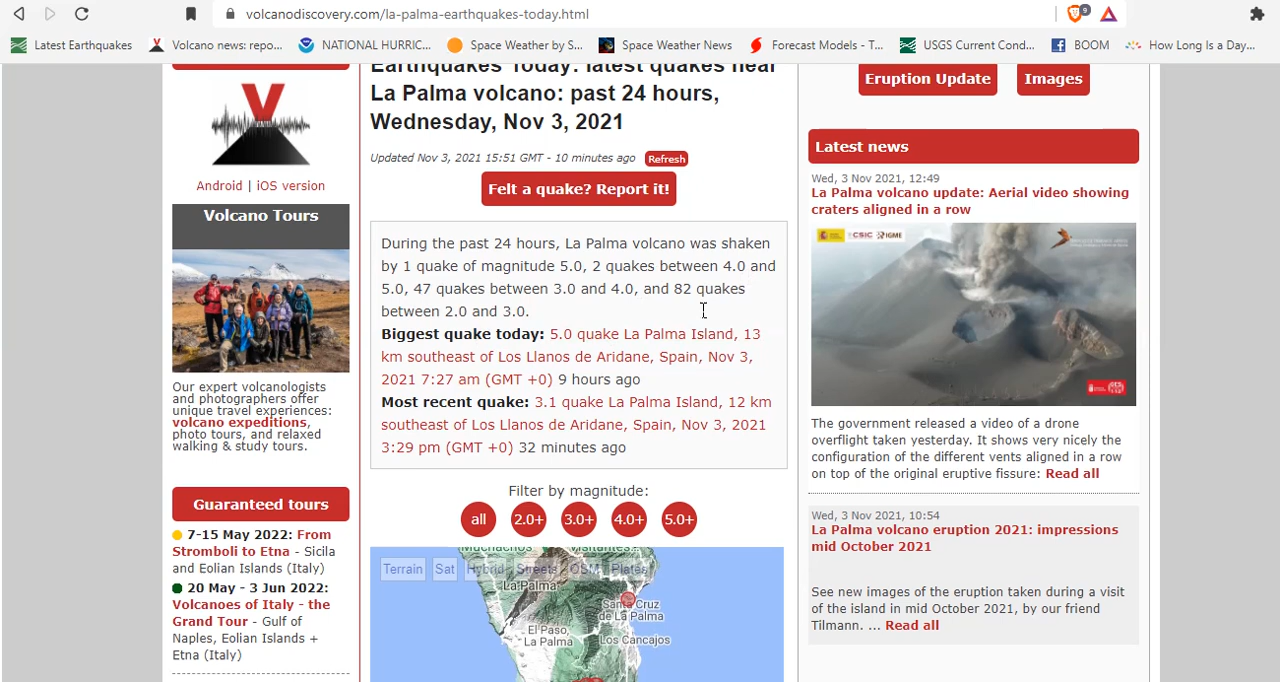 volcanodiscovery.com/la-palma-earthquakes-today.html
9
Latest Earthquakes
Volcano news: repo...
NATIONAL HURRIC...
Space Weather by S...
Space Weather News
Forecast Models - T...
USGS Current Cond...
BOOM
How Long Is a Day...
Android | iOS version
Volcano Tours
Our expert volcanologists
and photographers offer
unique travel experiences:
volcano expeditions,
photo tours, and relaxed
walking & study tours.
Guaranteed tours
7-15 May 2022: From
Stromboli to Etna - Sicila
and Eolian Islands (Italy)
20 May - 3 Jun 2022:
Volcanoes of Italy - the
Grand Tour - Gulf of
Naples, Eolian Islands +
Etna (Italy)
Earthquakes Today: latest quakes near
La Palma volcano: past 24 hours,
Wednesday, Nov 3, 2021
Updated Nov 3, 2021 15:51 GMT - 10 minutes ago Refresh
Felt a quake? Report it!
During the past 24 hours, La Palma volcano was shaken
by 1 quake of magnitude 5.0, 2 quakes between 4.0 and
5.0, 47 quakes between 3.0 and 4.0, and 82 quakes
between 2.0 and 3.0.
Biggest quake today: 5.0 quake La Palma Island, 13
km southeast of Los Llanos de Aridane, Spain, Nov 3,
2021 7:27 am (GMT +0) 9 hours ago
Most recent quake: 3.1 quake La Palma Island, 12 km
southeast of Los Llanos de Aridane, Spain, Nov 3, 2021
3:29 pm (GMT +0) 32 minutes ago
Filter by magnitude:
all 2.0+ 3.0+ 4.0+ 5.0+
Terrain Sat Hybrid Streets OSM Plates
La Palma
Santa Cruz
de La Palma
El Paso,
La Palma
Los Cancajos
Eruption Update
Images
Latest news
Wed, 3 Nov 2021, 12:49
La Palma volcano update: Aerial video showing
craters aligned in a row
CSIC IGME
The government released a video of a drone
overflight taken yesterday. It shows very nicely the
configuration of the different vents aligned in a row
on top of the original eruptive fissure: Read all
Wed, 3 Nov 2021, 10:54
La Palma volcano eruption 2021: impressions
mid October 2021
See new images of the eruption taken during a visit
of the island in mid October 2021, by our friend
Tilmann. ... Read all